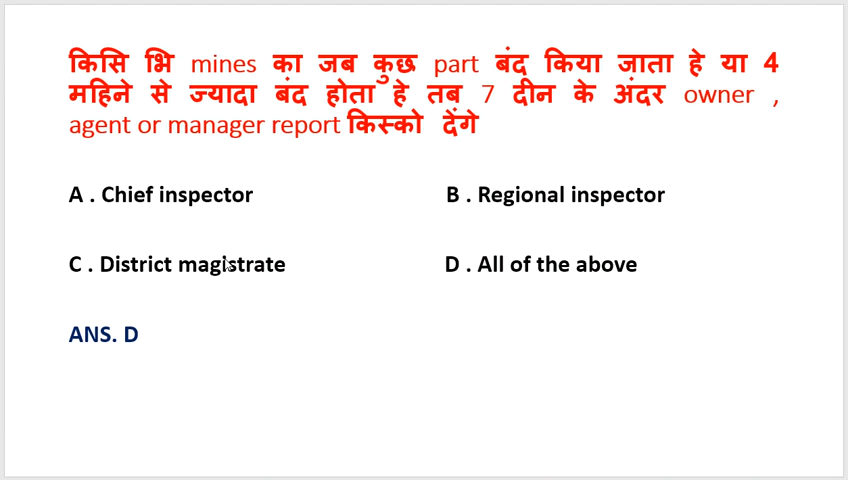 किसि भि mines का जब कुछ part बंद किया जाता हे या 4
महिने से ज्यादा बंद होता हे तब 7 दीन के अंदर owner ,
agent or manager report किस्को देंगे
A . Chief inspector B . Regional inspector
C . District magistrate D . All of the above
ANS. D